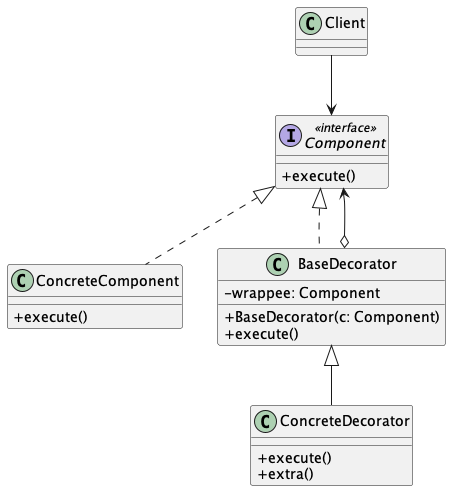 C Client
I «interface»
Component
+execute()
C ConcreteComponent
+execute()
C BaseDecorator
-wrappee: Component
+BaseDecorator(c: Component)
+execute()
C ConcreteDecorator
+execute()
+extra()